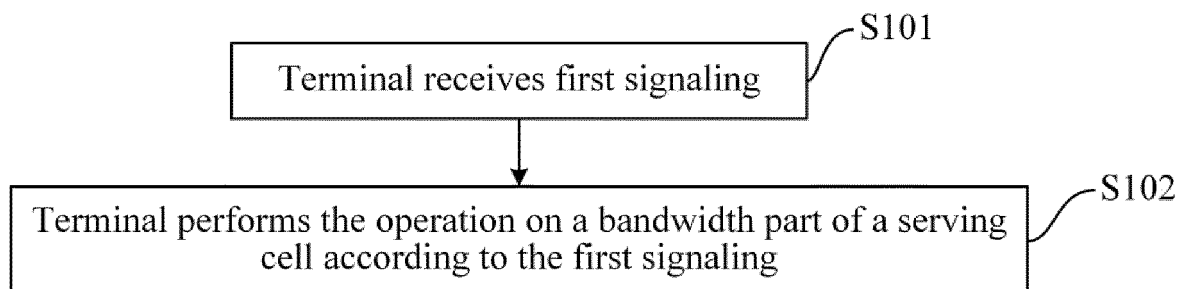 S101
Terminal receives first signaling
S102
Terminal performs the operation on a bandwidth part of a serving
cell according to the first signaling